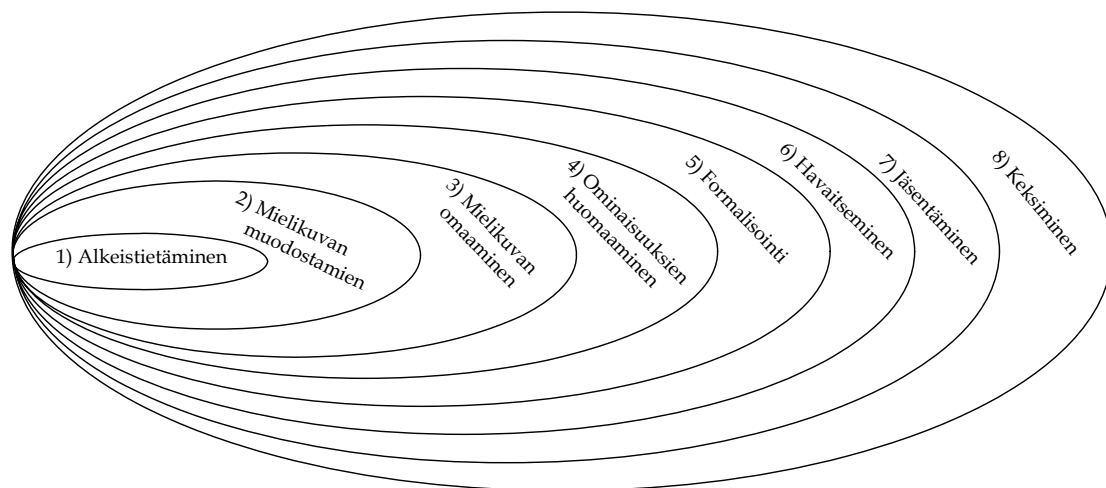 1) Alkeistietäminen
2) Mielikuvan
muodostamien
3) Mielikuvan
omaaminen
4) Ominaisuuksien
huomaaminen
5) Formalisointi
6) Havaitseminen
7) Jäsentäminen
8) Keksiminen